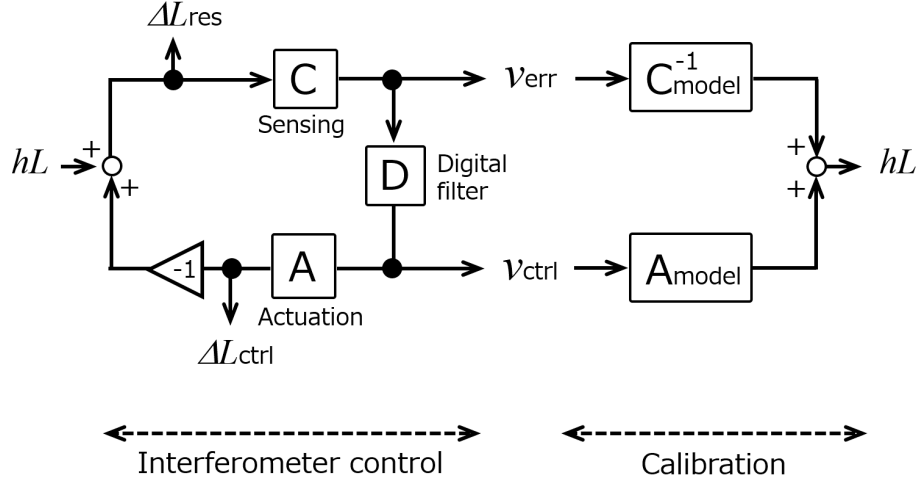 ΔLres
C
Sensing
verr
C-1model
+
hL
+
D
Digital
filter
+
+
hL
-1
A
Actuation
vctrl
Amodel
ΔLctrl
Interferometer control
Calibration